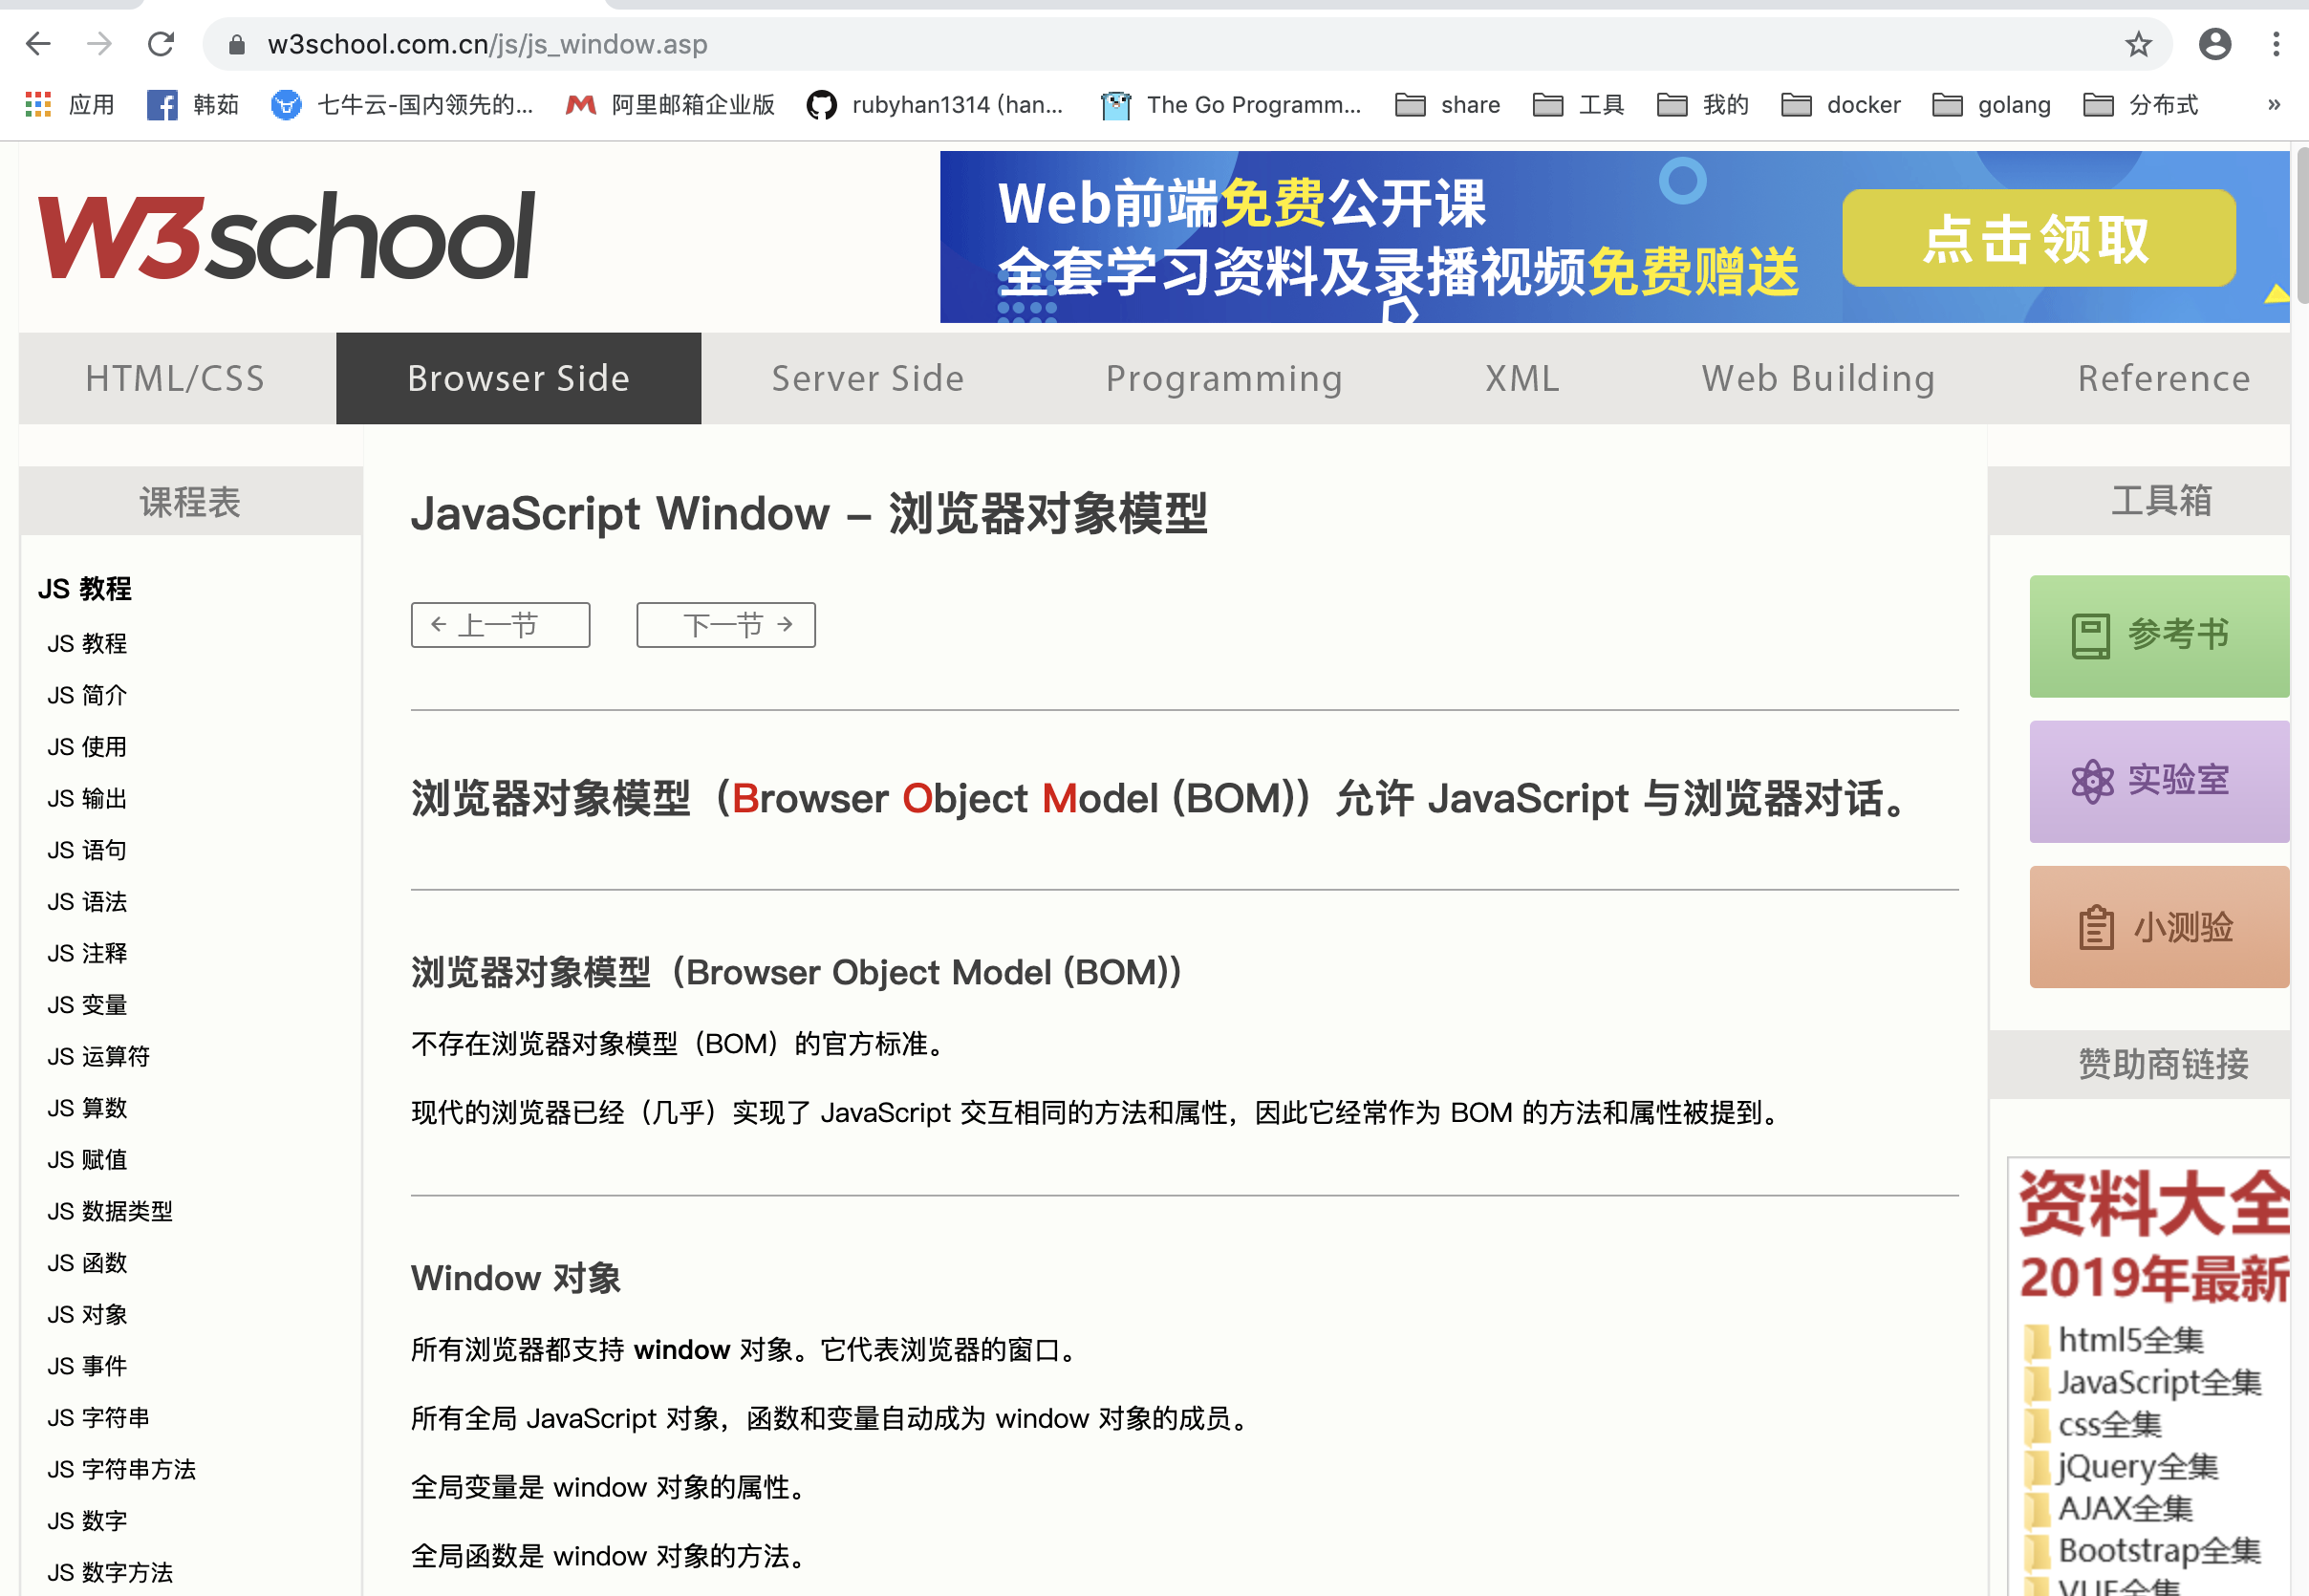 w3school.com.cn/js/js_window.asp
应用 韩茹 七牛云-国内领先的... 阿里邮箱企业版 rubyhan1314 (han... The Go Programm... share 工具 我的 docker golang 分布式 »
W3school
Web前端免费公开课
全套学习资料及录播视频免费赠送
点击领取
HTML/CSS Browser Side Server Side Programming XML Web Building Reference
课程表
JS 教程
JS 教程
JS 简介
JS 使用
JS 输出
JS 语句
JS 语法
JS 注释
JS 变量
JS 运算符
JS 算数
JS 赋值
JS 数据类型
JS 函数
JS 对象
JS 事件
JS 字符串
JS 字符串方法
JS 数字
JS 数字方法
JavaScript Window – 浏览器对象模型
← 上一节 下一节 →
浏览器对象模型（Browser Object Model (BOM)）允许 JavaScript 与浏览器对话。
浏览器对象模型（Browser Object Model (BOM)）
不存在浏览器对象模型（BOM）的官方标准。
现代的浏览器已经（几乎）实现了 JavaScript 交互相同的方法和属性，因此它经常作为 BOM 的方法和属性被提到。
Window 对象
所有浏览器都支持 window 对象。它代表浏览器的窗口。
所有全局 JavaScript 对象，函数和变量自动成为 window 对象的成员。
全局变量是 window 对象的属性。
全局函数是 window 对象的方法。
工具箱
参考书
实验室
小测验
赞助商链接
资料大全
2019年最新
html5全集
JavaScript全集
css全集
jQuery全集
AJAX全集
Bootstrap全集
VUE全集